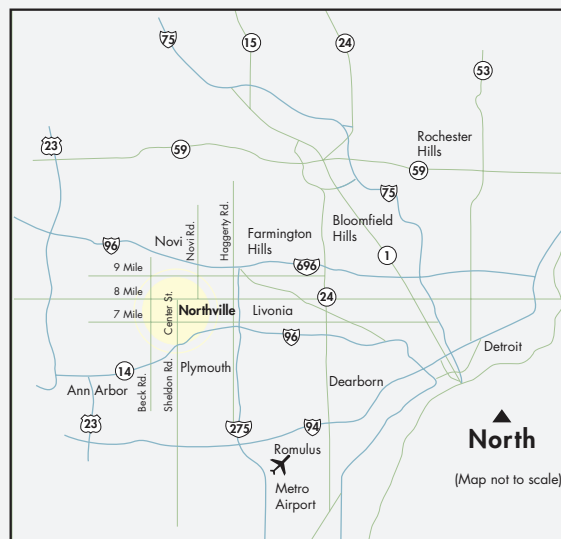 75
15
24
53
23
59
Rochester
Hills
59
75
96
Novi
Novi Rd.
Haggerty Rd.
Farmington
Hills
Bloomfield
Hills
1
696
9 Mile
8 Mile
7 Mile
Center St.
Northville
Livonia
24
96
Detroit
14
Plymouth
Dearborn
Ann Arbor
Beck Rd.
Sheldon Rd.
23
275
94
Romulus
Metro
Airport
North
(Map not to scale)